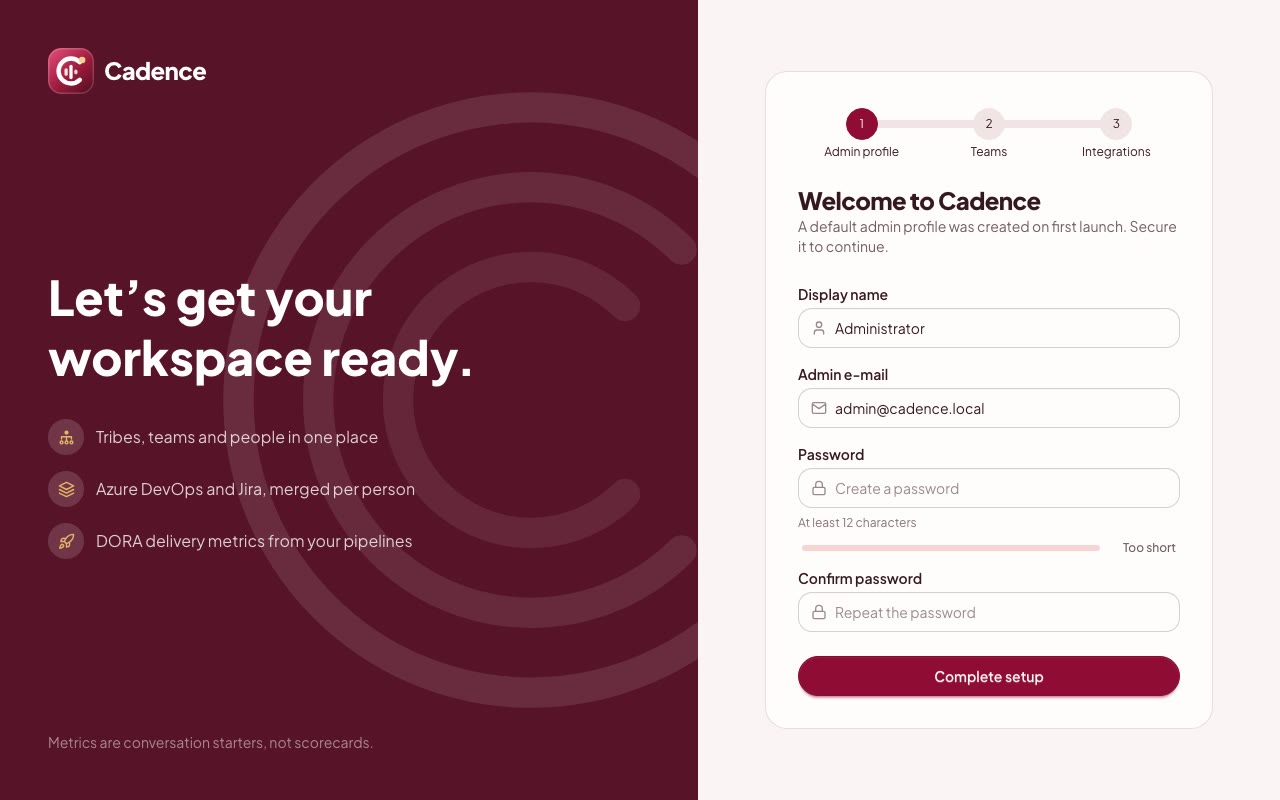 Cadence
Let’s get your
workspace ready.
Tribes, teams and people in one place
Azure DevOps and Jira, merged per person
DORA delivery metrics from your pipelines
Metrics are conversation starters, not scorecards.
1
2
3
Admin profile
Teams
Integrations
Welcome to Cadence
A default admin profile was created on first launch. Secure
it to continue.
Display name
Administrator
Admin e-mail
admin@cadence.local
Password
Create a password
At least 12 characters
Too short
Confirm password
Repeat the password
Complete setup